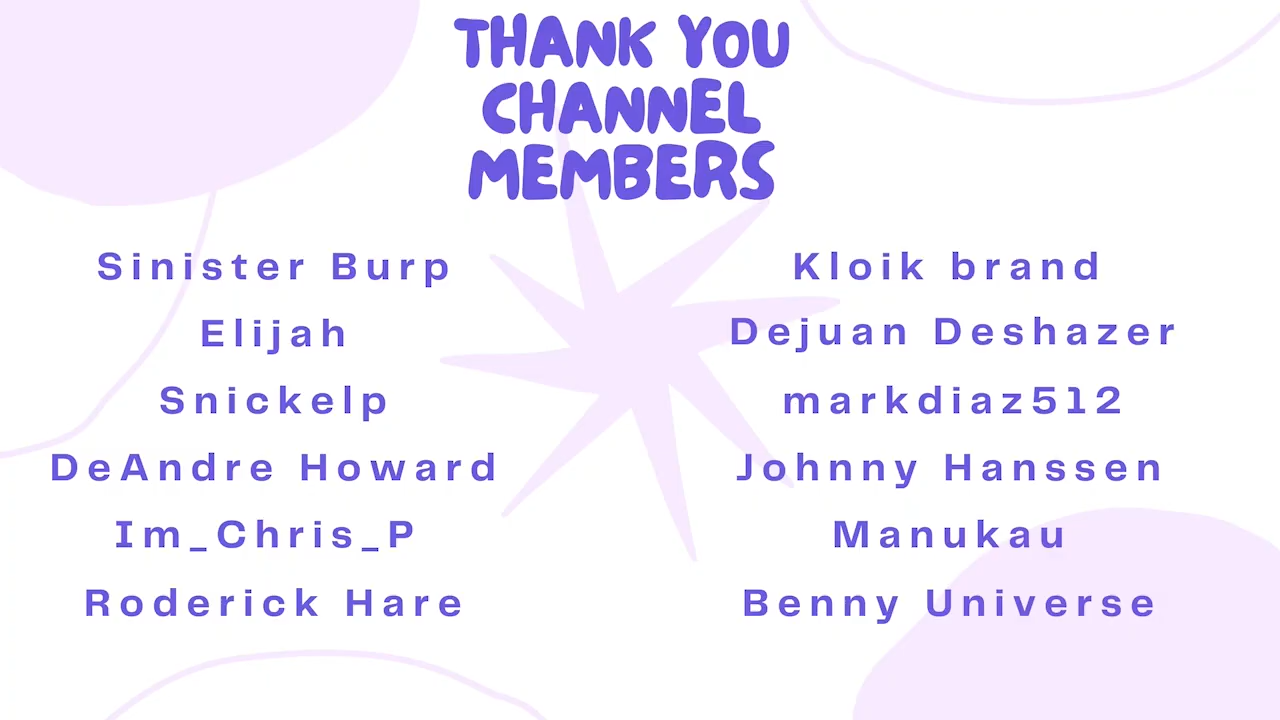 THANK YOU
CHANNEL
MEMBERS
Sinister Burp
Elijah
Snickelp
DeAndre Howard
Im_Chris_P
Roderick Hare
Kloik brand
Dejuan Deshazer
markdiaz512
Johnny Hanssen
Manukau
Benny Universe